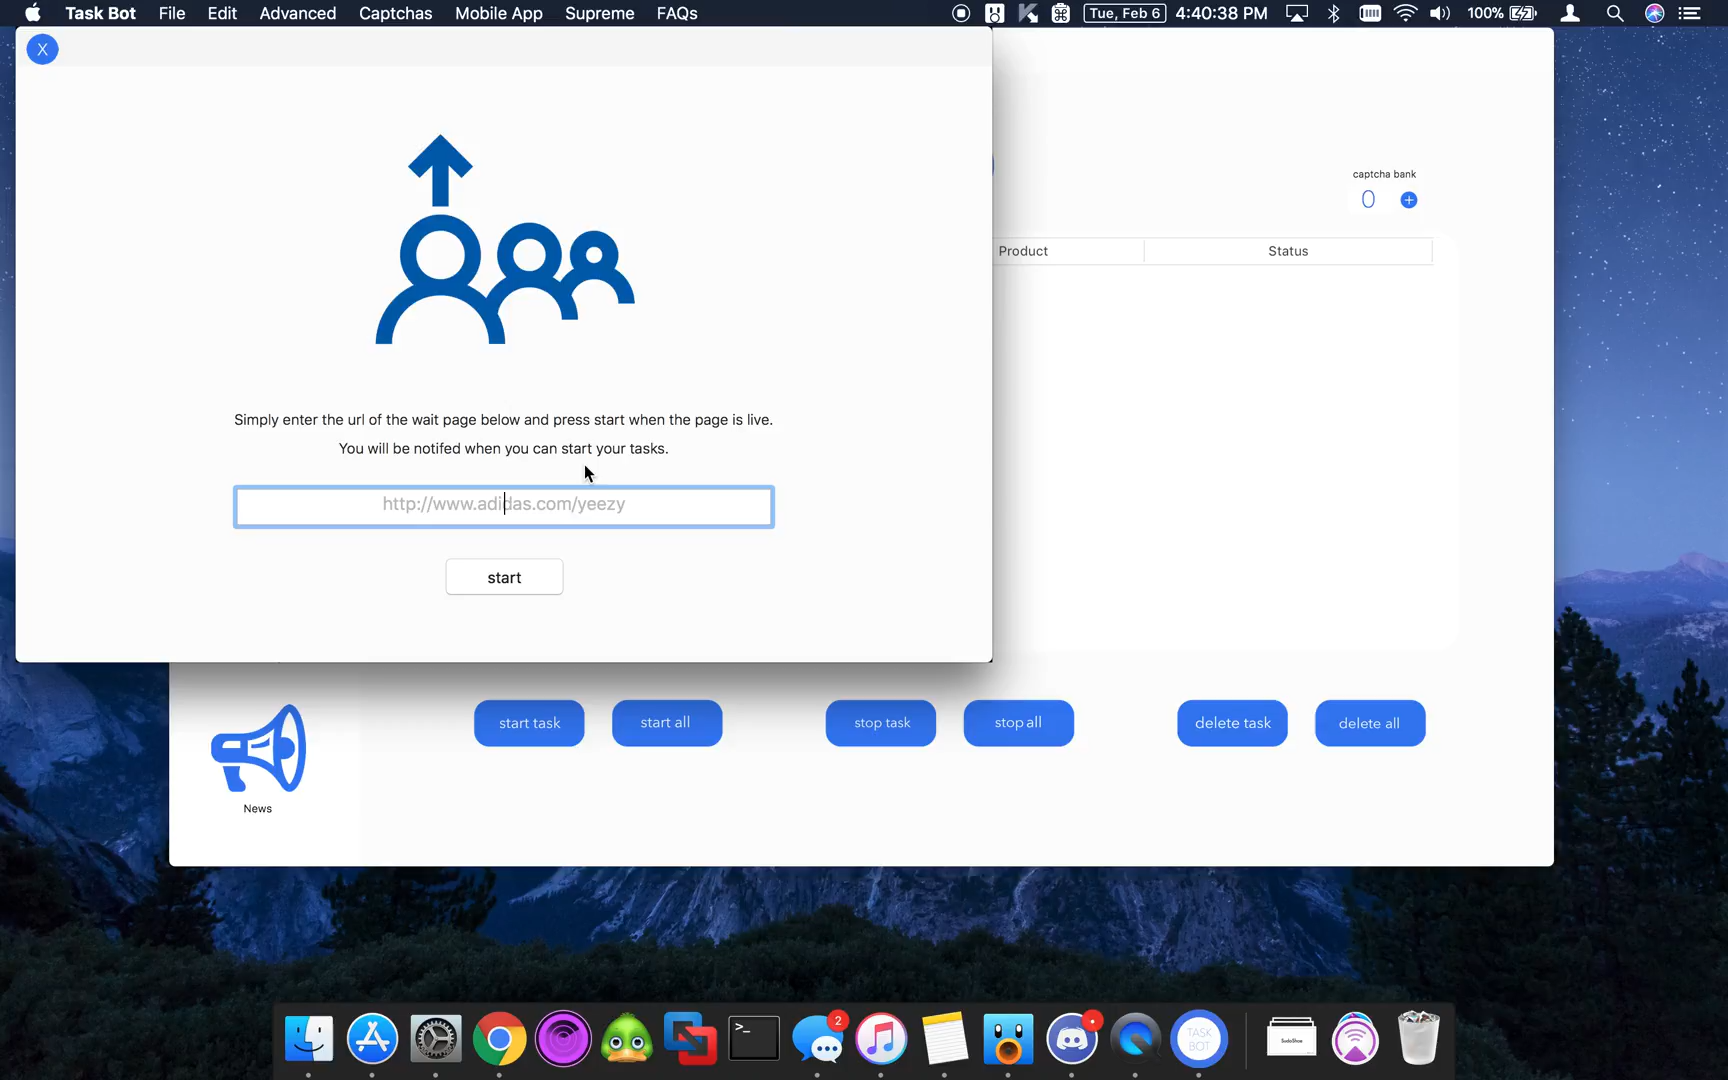 Task Bot File Edit Advanced Captchas Mobile App Supreme FAQs
Tue, Feb 6 4:40:38 PM 100%
X
captcha bank
0 +
Product Status
Simply enter the url of the wait page below and press start when the page is live.
You will be notifed when you can start your tasks.
http://www.adidas.com/yeezy
start
start task start all stop task stop all delete task delete all
News
2
TASK
BOT
SudoShoe